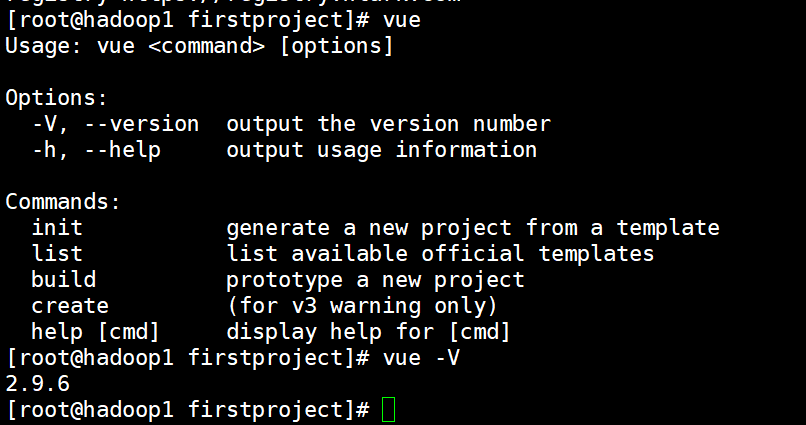 [root@hadoop1 firstproject]# vue
Usage: vue <command> [options]
Options:
-V, --version output the version number
-h, --help output usage information
Commands:
init generate a new project from a template
list list available official templates
build prototype a new project
create (for v3 warning only)
help [cmd] display help for [cmd]
[root@hadoop1 firstproject]# vue -V
2.9.6
[root@hadoop1 firstproject]#